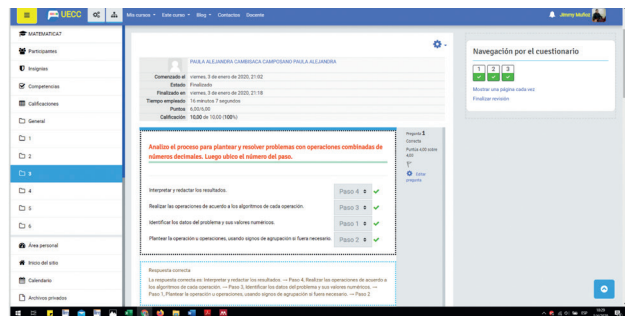 UECC
Mis cursos Este curso Blog Contactos Docente
Jimmy Muñoz
MATEMATICAT
Participantes
Insignias
Competencias
Calificaciones
General
1
2
3
4
5
6
Área personal
Inicio del sitio
Calendario
Archivos privados
PAULA ALEJANDRA CAMBISACA CAMPOSANO PAULA ALEJANDRA
Comenzado el viernes, 3 de enero de 2020, 21:02
Estado Finalizado
Finalizado en viernes, 3 de enero de 2020, 21:18
Tiempo empleado 16 minutos 7 segundos
Puntos 6,00/6,00
Calificación 10,00 de 10,00 (100%)
Analizo el proceso para plantear y resolver problemas con operaciones combinadas de
números decimales. Luego ubico el número del paso.
Interpretar y redactar los resultados. Paso 4
Realizar las operaciones de acuerdo a los algoritmos de cada operación. Paso 3
Identificar los datos del problema y sus valores numéricos. Paso 1
Plantear la operación u operaciones, usando signos de agrupación si fuera necesario. Paso 2
Respuesta correcta
La respuesta correcta es: Interpretar y redactar los resultados. → Paso 4, Realizar las operaciones de acuerdo a
los algoritmos de cada operación. → Paso 3, Identificar los datos del problema y sus valores numéricos. →
Paso 1, Plantear la operación u operaciones, usando signos de agrupación si fuera necesario. → Paso 2
Pregunta 1
Correcta
Puntúa 4,00 sobre
4,00
Editar
pregunta
Navegación por el cuestionario
1 2 3
Mostrar una página cada vez
Finalizar revisión